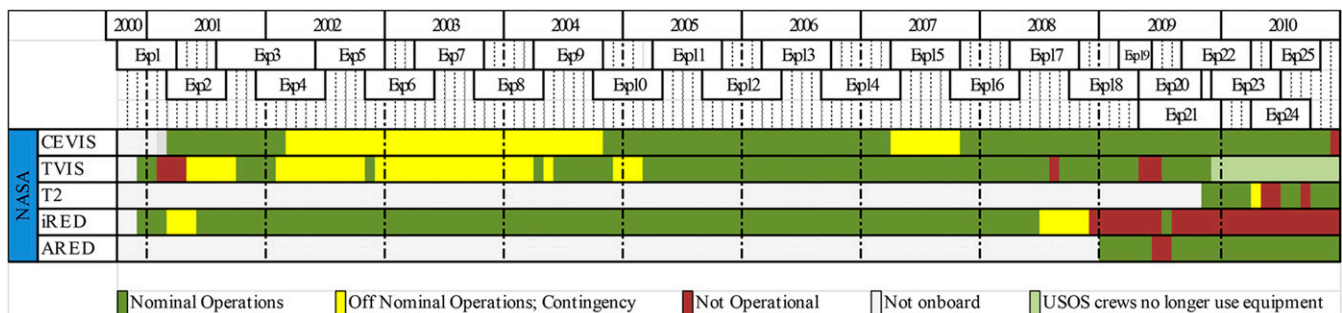 2000 2001 2002 2003 2004 2005 2006 2007 2008 2009 2010
Exp1 Exp3 Exp5 Exp7 Exp9 Exp11 Exp13 Exp15 Exp17 Exp19 Exp22 Exp25
Exp2 Exp4 Exp6 Exp8 Exp10 Exp12 Exp14 Exp16 Exp18 Exp20 Exp23
Exp21 Exp24
NASA
CEVIS
TVIS
T2
iRED
ARED
Nominal Operations Off Nominal Operations; Contingency Not Operational Not onboard USOS crews no longer use equipment